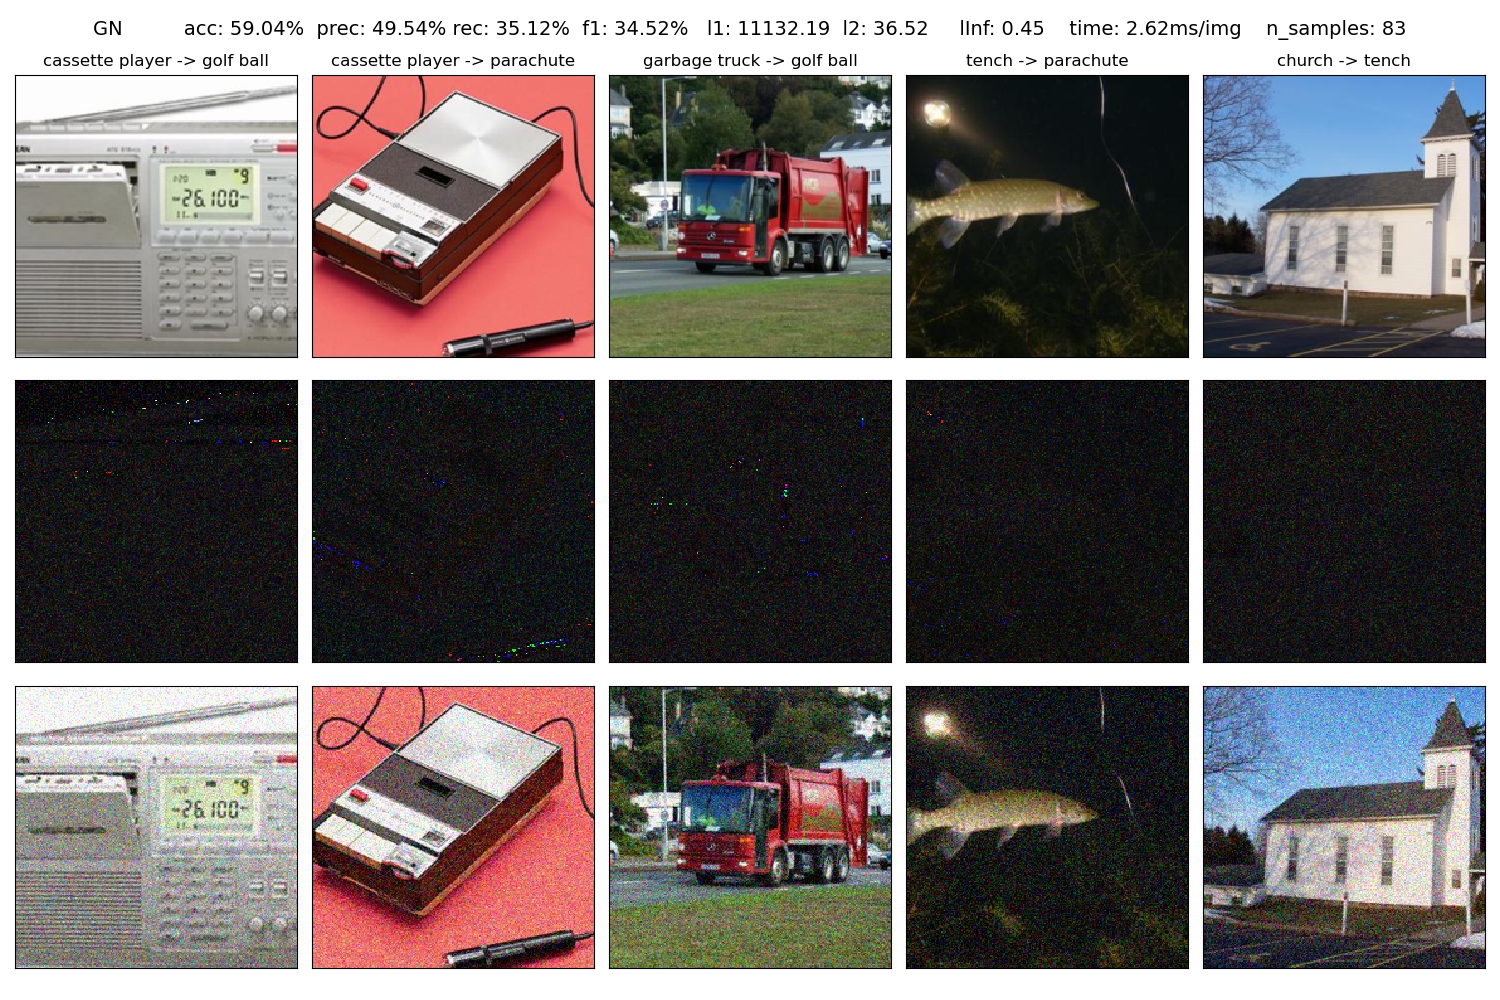 GN acc: 59.04% prec: 49.54% rec: 35.12% f1: 34.52% l1: 11132.19 l2: 36.52 lInf: 0.45 time: 2.62ms/img n_samples: 83
cassette player -> golf ball
cassette player -> parachute
garbage truck -> golf ball
tench -> parachute
church -> tench
26.100
26.100